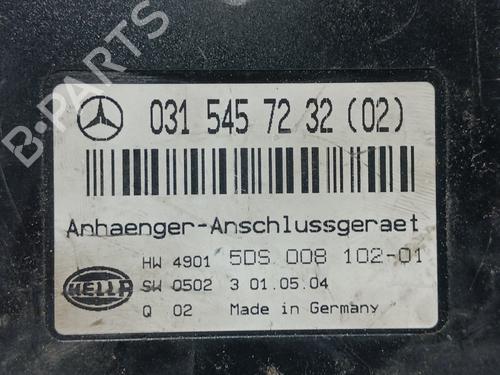 031 545 72 32 (02)
Anhaenger-Anschlussgeraet
HW 4901 5DS 008 102-01
HELLA SW 0502 3 01.05.04
Q 02 Made in Germany
B-PARTS